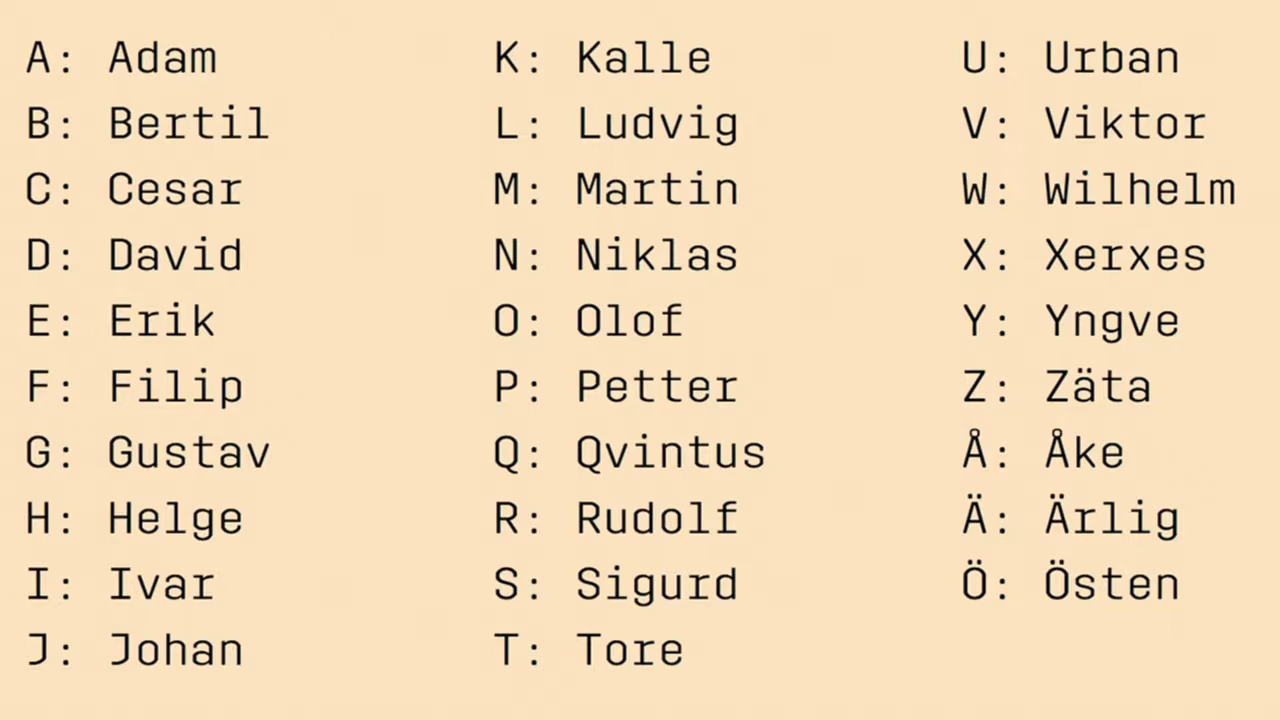 A: Adam
B: Bertil
C: Cesar
D: David
E: Erik
F: Filip
G: Gustav
H: Helge
I: Ivar
J: Johan
K: Kalle
L: Ludvig
M: Martin
N: Niklas
O: Olof
P: Petter
Q: Qvintus
R: Rudolf
S: Sigurd
T: Tore
U: Urban
V: Viktor
W: Wilhelm
X: Xerxes
Y: Yngve
Z: Zäta
Å: Åke
Ä: Ärlig
Ö: Östen